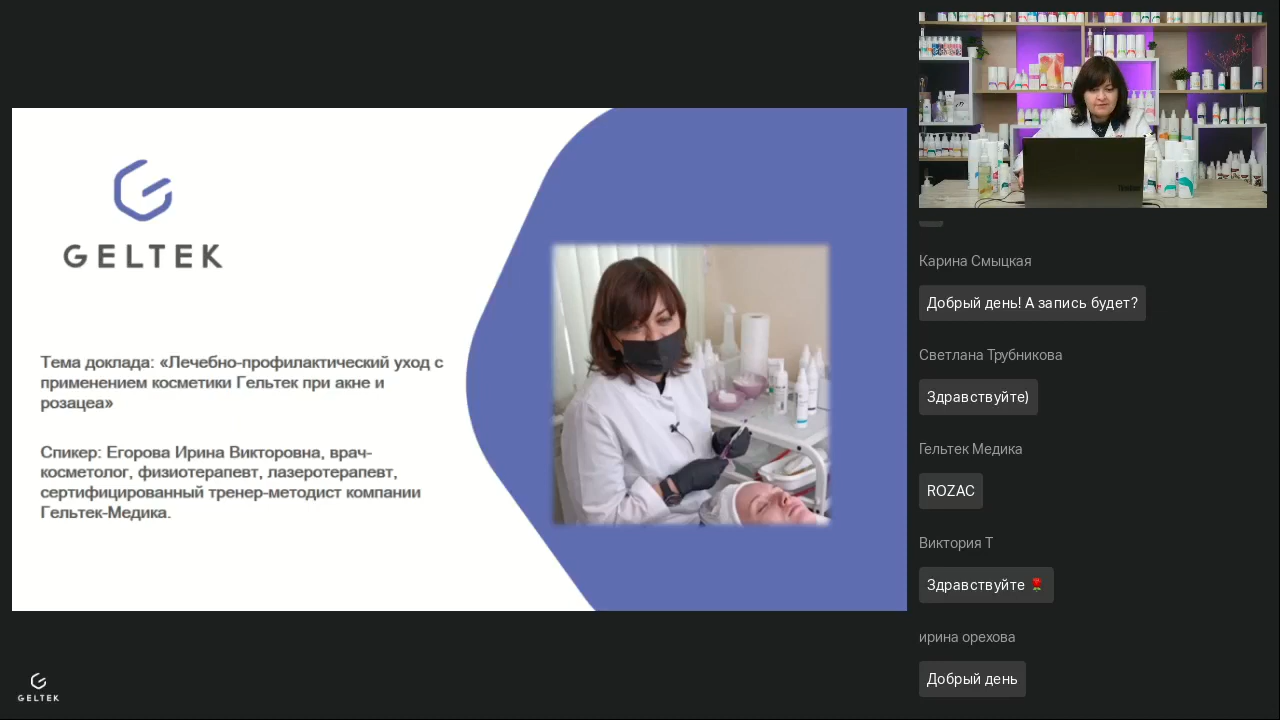 GELTEK
Тема доклада: «Лечебно-профилактический уход с
применением косметики Гельтек при акне и
розацеа»
Спикер: Егорова Ирина Викторовна, врач-
косметолог, физиотерапевт, лазеротерапевт,
сертифицированный тренер-методист компании
Гельтек-Медика.
GELTEK
Карина Смыцкая
Добрый день! А запись будет?
Светлана Трубникова
Здравствуйте)
Гельтек Медика
ROZAC
Виктория Т
Здравствуйте 🌹
ирина орехова
Добрый день